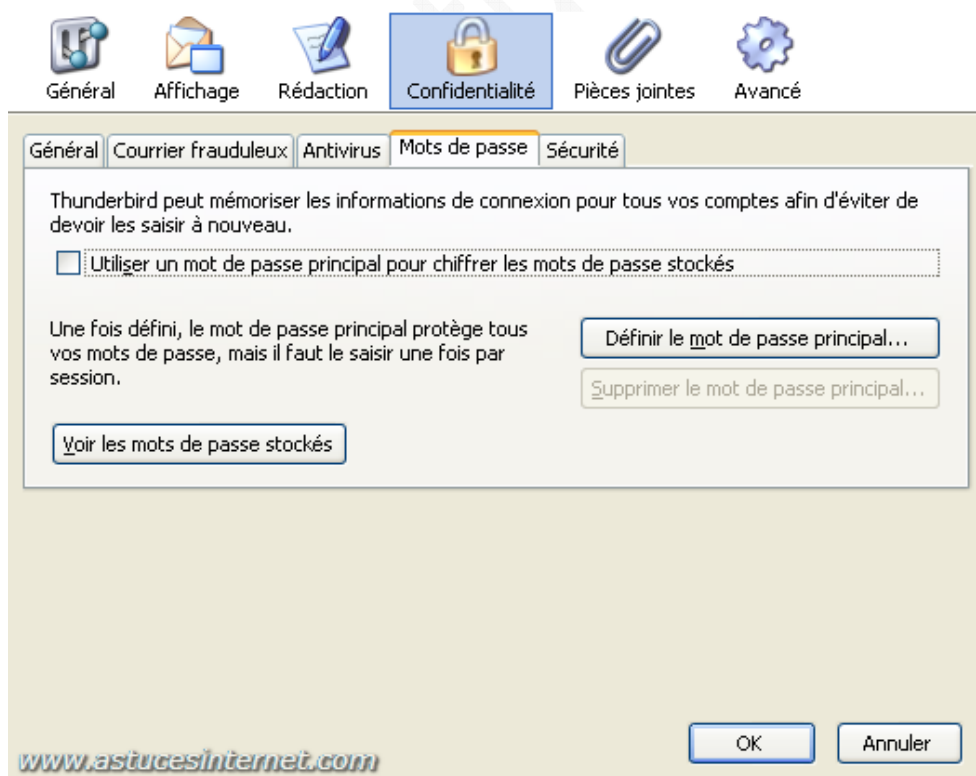 Général Affichage Rédaction Confidentialité Pièces jointes Avancé
Général Courrier frauduleux Antivirus Mots de passe Sécurité
Thunderbird peut mémoriser les informations de connexion pour tous vos comptes afin d'éviter de
devoir les saisir à nouveau.
Utiliser un mot de passe principal pour chiffrer les mots de passe stockés
Une fois défini, le mot de passe principal protège tous
vos mots de passe, mais il faut le saisir une fois par
session.
Définir le mot de passe principal...
Supprimer le mot de passe principal...
Voir les mots de passe stockés
OK Annuler
www.astucesinternet.com